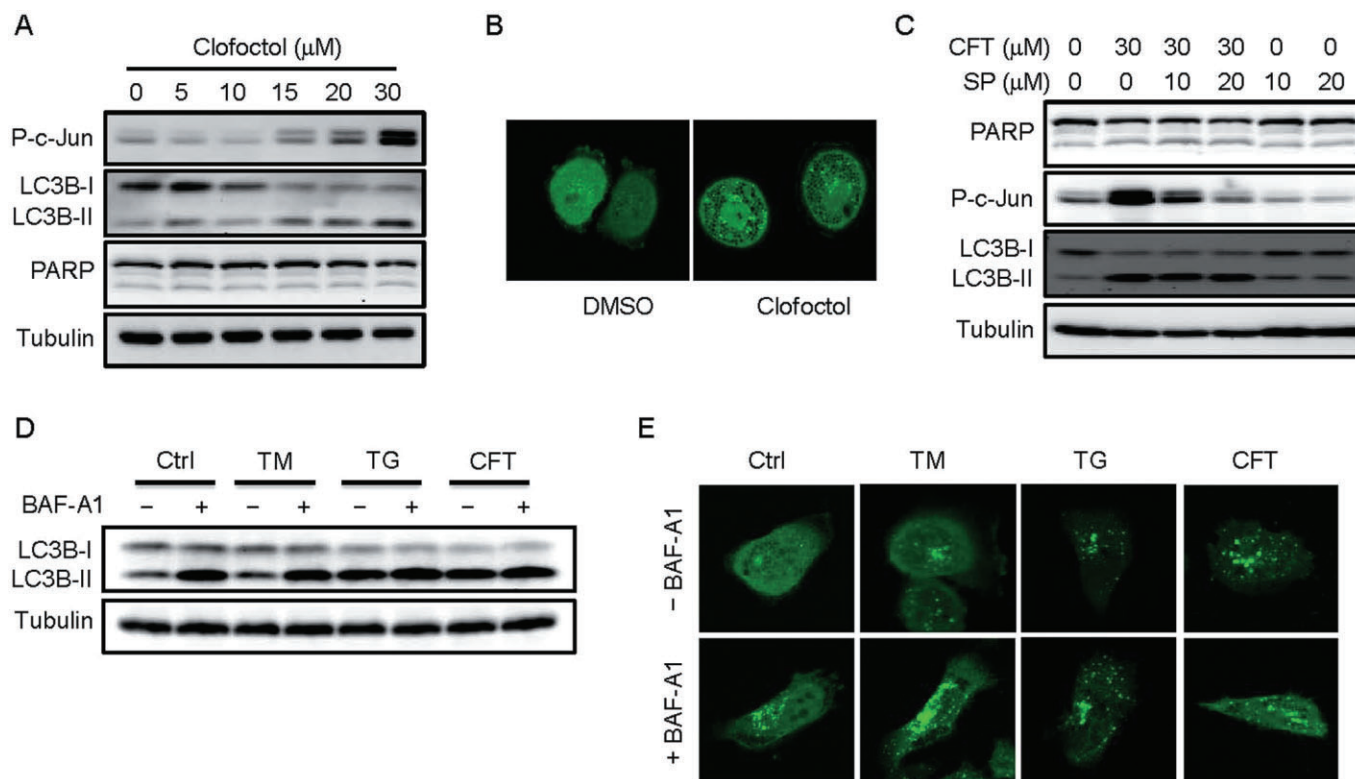 A
Clofoctol (μM)
0 5 10 15 20 30
P-c-Jun
LC3B-I
LC3B-II
PARP
Tubulin
B
DMSO Clofoctol
C
CFT (μM) 0 30 30 30 0 0
SP (μM) 0 0 10 20 10 20
PARP
P-c-Jun
LC3B-I
LC3B-II
Tubulin
D
Ctrl TM TG CFT
BAF-A1 – + – + – + – +
LC3B-I
LC3B-II
Tubulin
E
Ctrl TM TG CFT
– BAF-A1
+ BAF-A1